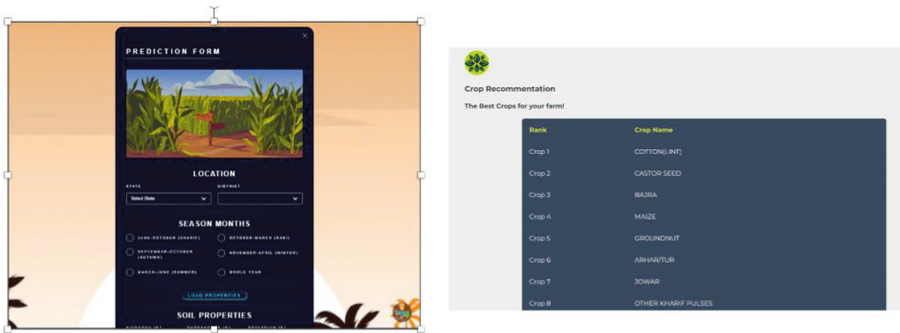 PREDICTION FORM
LOCATION
STATE DISTRICT
Select State
SEASON MONTHS
JUNE-OCTOBER (KHARIF) OCTOBER-MARCH (RABI)
SEPTEMBER-OCTOBER (AUTUMN) NOVEMBER-APRIL (WINTER)
MARCH-JUNE (SUMMER) WHOLE YEAR
LOAD PROPERTIES
SOIL PROPERTIES
Crop Recommentation
The Best Crops for your farm!
Rank Crop Name
Crop 1 COTTON(LINT)
Crop 2 CASTOR SEED
Crop 3 BAJRA
Crop 4 MAIZE
Crop 5 GROUNDNUT
Crop 6 ARHAR/TUR
Crop 7 JOWAR
Crop 8 OTHER KHARIF PULSES